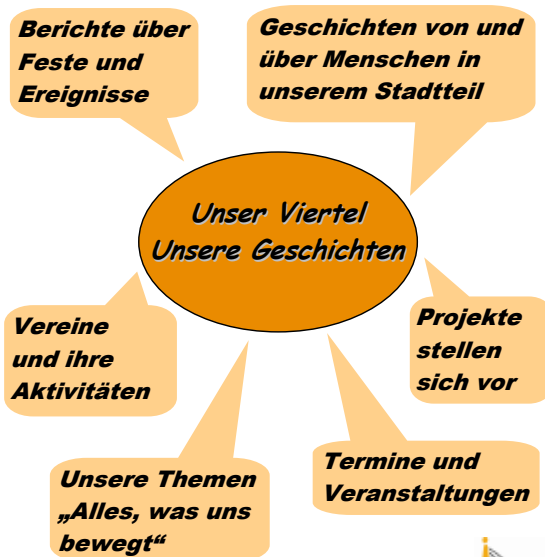 Berichte über
Feste und
Ereignisse
Geschichten von und
über Menschen in
unserem Stadtteil
Unser Viertel
Unsere Geschichten
Vereine
und ihre
Aktivitäten
Projekte
stellen
sich vor
Unsere Themen
„Alles, was uns
bewegt“
Termine und
Veranstaltungen